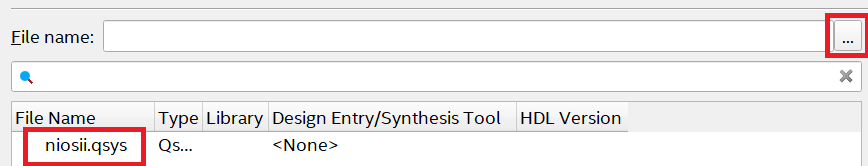 File name: ...
File Name Type Library Design Entry/Synthesis Tool HDL Version
niosii.qsys Qs... <None>